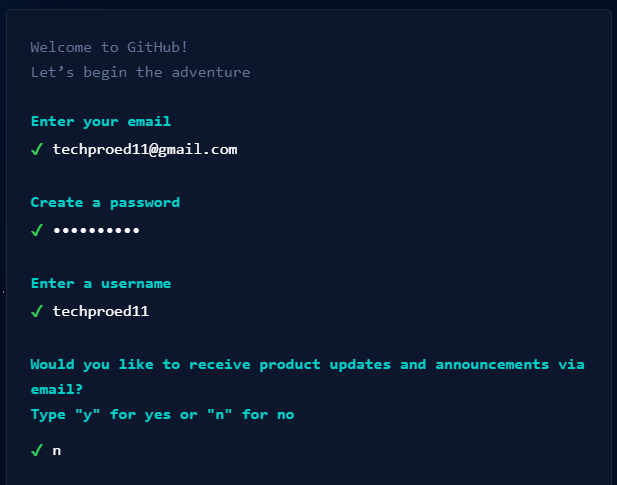 Welcome to GitHub!
Let’s begin the adventure
Enter your email
✓ techproed11@gmail.com
Create a password
✓ ••••••••••
Enter a username
✓ techproed11
Would you like to receive product updates and announcements via
email?
Type "y" for yes or "n" for no
✓ n